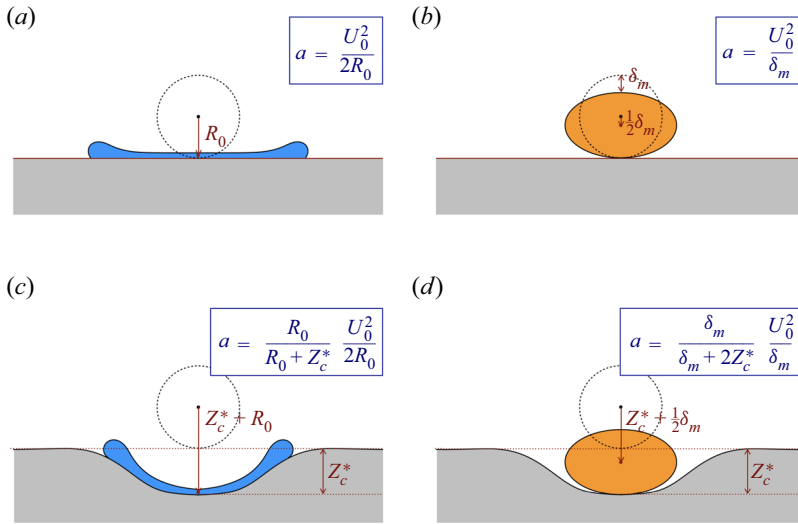 (a)
a = U_0^2 / 2R_0
R_0
(b)
a = U_0^2 / δ_m
δ_m
1/2 δ_m
(c)
a = R_0 / (R_0 + Z_c^*) U_0^2 / 2R_0
Z_c^* + R_0
Z_c^*
(d)
a = δ_m / (δ_m + 2Z_c^*) U_0^2 / δ_m
Z_c^* + 1/2 δ_m
Z_c^*